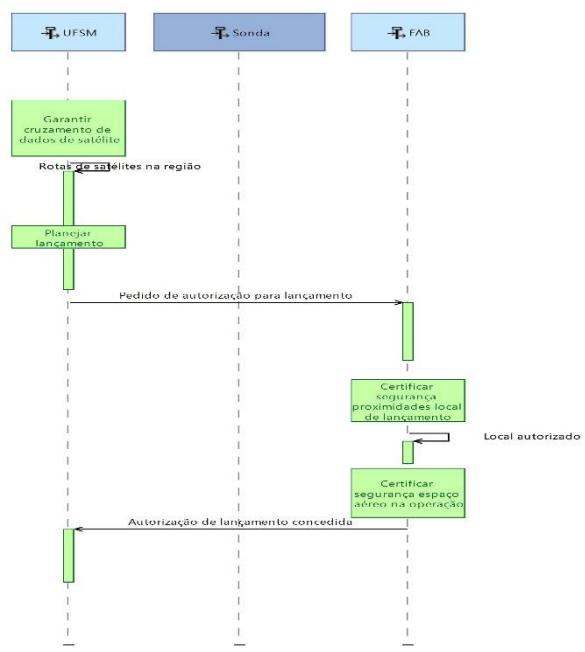 UFSM
Sonda
FAB
Garantir
cruzamento de
dados de satélite
Rotas de satélites na região
Planejar
lançamento
Pedido de autorização para lançamento
Certificar
segurança
proximidades local
de lançamento
Local autorizado
Certificar
segurança espaço
aéreo na operação
Autorização de lançamento concedida